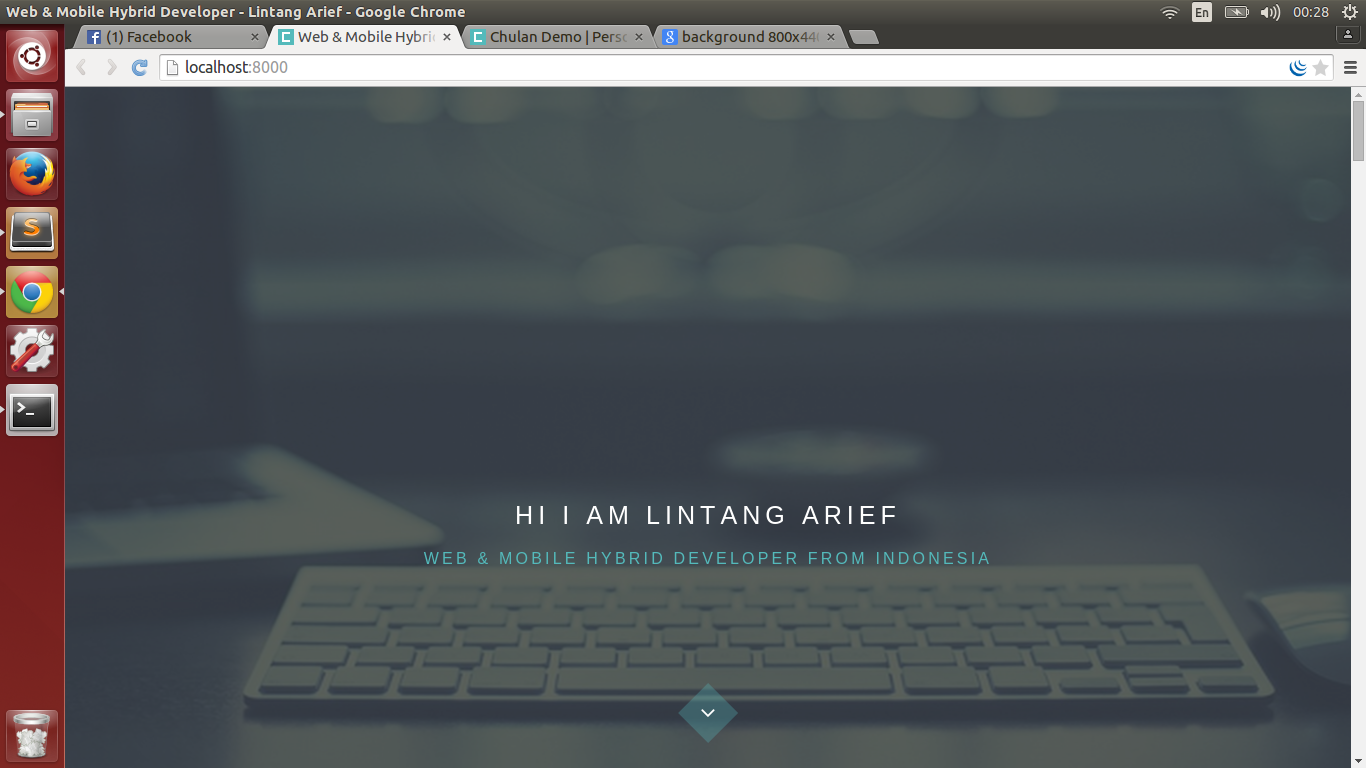 Web & Mobile Hybrid Developer - Lintang Arief - Google Chrome
En
00:28
(1) Facebook
Web & Mobile Hybri
Chulan Demo | Pers
background 800x44
localhost:8000
HI I AM LINTANG ARIEF
WEB & MOBILE HYBRID DEVELOPER FROM INDONESIA